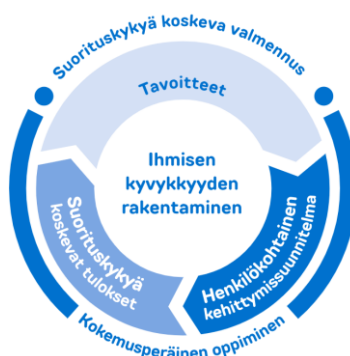 Suorituskykyä koskeva valmennus
Tavoitteet
Ihmisen
kyvykkyyden
rakentaminen
Suorituskykyä
koskevat tulokset
Henkilökohtainen
kehittymissuunnitelma
Kokemusperäinen oppiminen